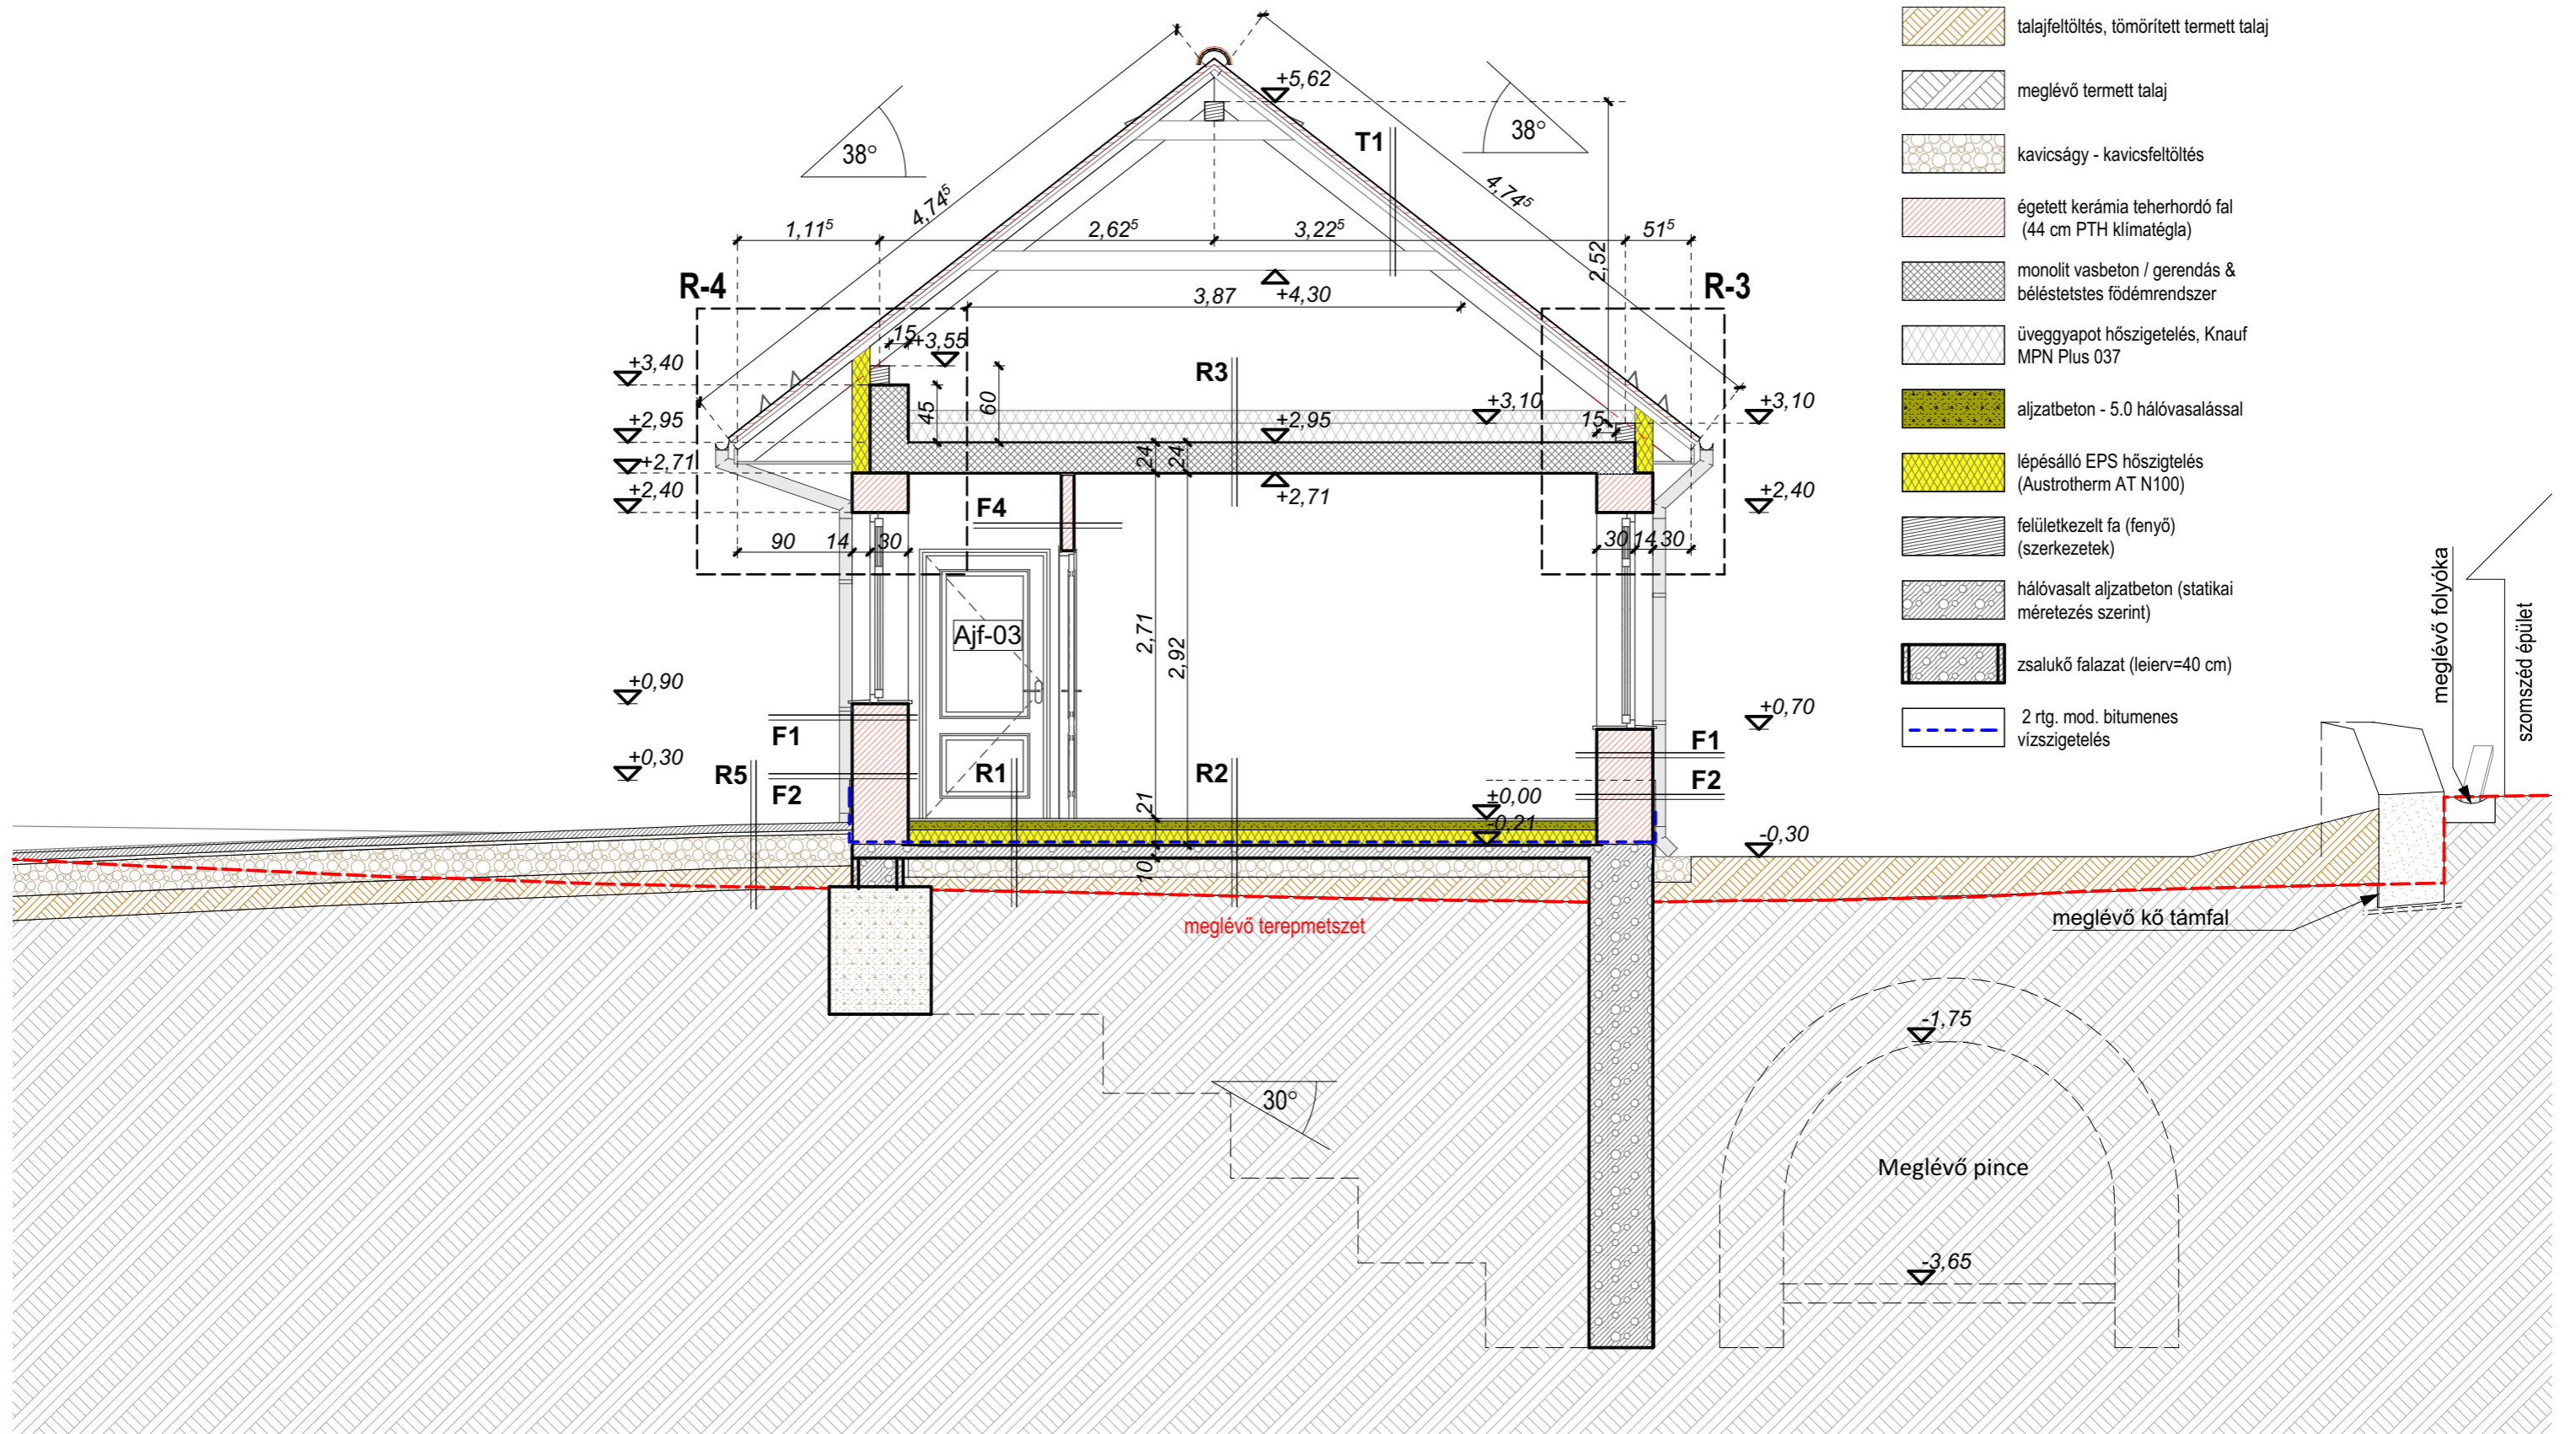 talajfeltöltés, tömörített termett talaj
meglévő termett talaj
kavicságy - kavicsfeltöltés
égetett kerámia teherhordó fal
(44 cm PTH klímatégla)
monolit vasbeton / gerendás &
béléstetstes födémrendszer
üveggyapot hőszigetelés, Knauf
MPN Plus 037
aljzatbeton - 5.0 hálóvasalással
lépésálló EPS hőszigtelés
(Austrotherm AT N100)
felületkezelt fa (fenyő)
(szerkezetek)
hálóvasalt aljzatbeton (statikai
méretezés szerint)
zsalukő falazat (leierv=40 cm)
2 rtg. mod. bitumenes
vízszigetelés
+5,62
38°
38°
T1
4,74⁵
4,74⁵
1,11⁵
2,62⁵
3,22⁵
51⁵
2,52
R-4
R-3
+4,30
3,87
15
+3,55
+3,40
R3
45
60
+3,10
15
+3,10
+2,95
+2,95
24
24
+2,71
+2,71
+2,40
+2,40
F4
90
14
30
30
14
30
Ajf-03
2,71
2,92
+0,90
+0,70
F1
F1
+0,30
R5
R1
R2
F2
F2
21
±0,00
-0,21
-0,30
10
meglévő terepmetszet
meglévő kő támfal
meglévő folyóka
szomszéd épület
30°
-1,75
Meglévő pince
-3,65